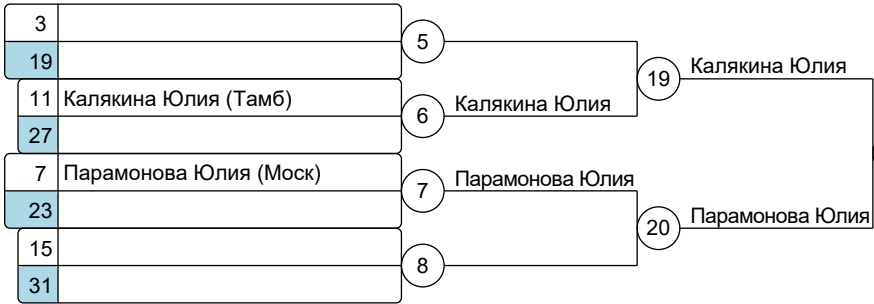 3
5
19
19 Калякина Юлия
11 Калякина Юлия (Тамб)
6 Калякина Юлия
27
7 Парамонова Юлия (Моск)
7 Парамонова Юлия
23
20 Парамонова Юлия
15
8
31